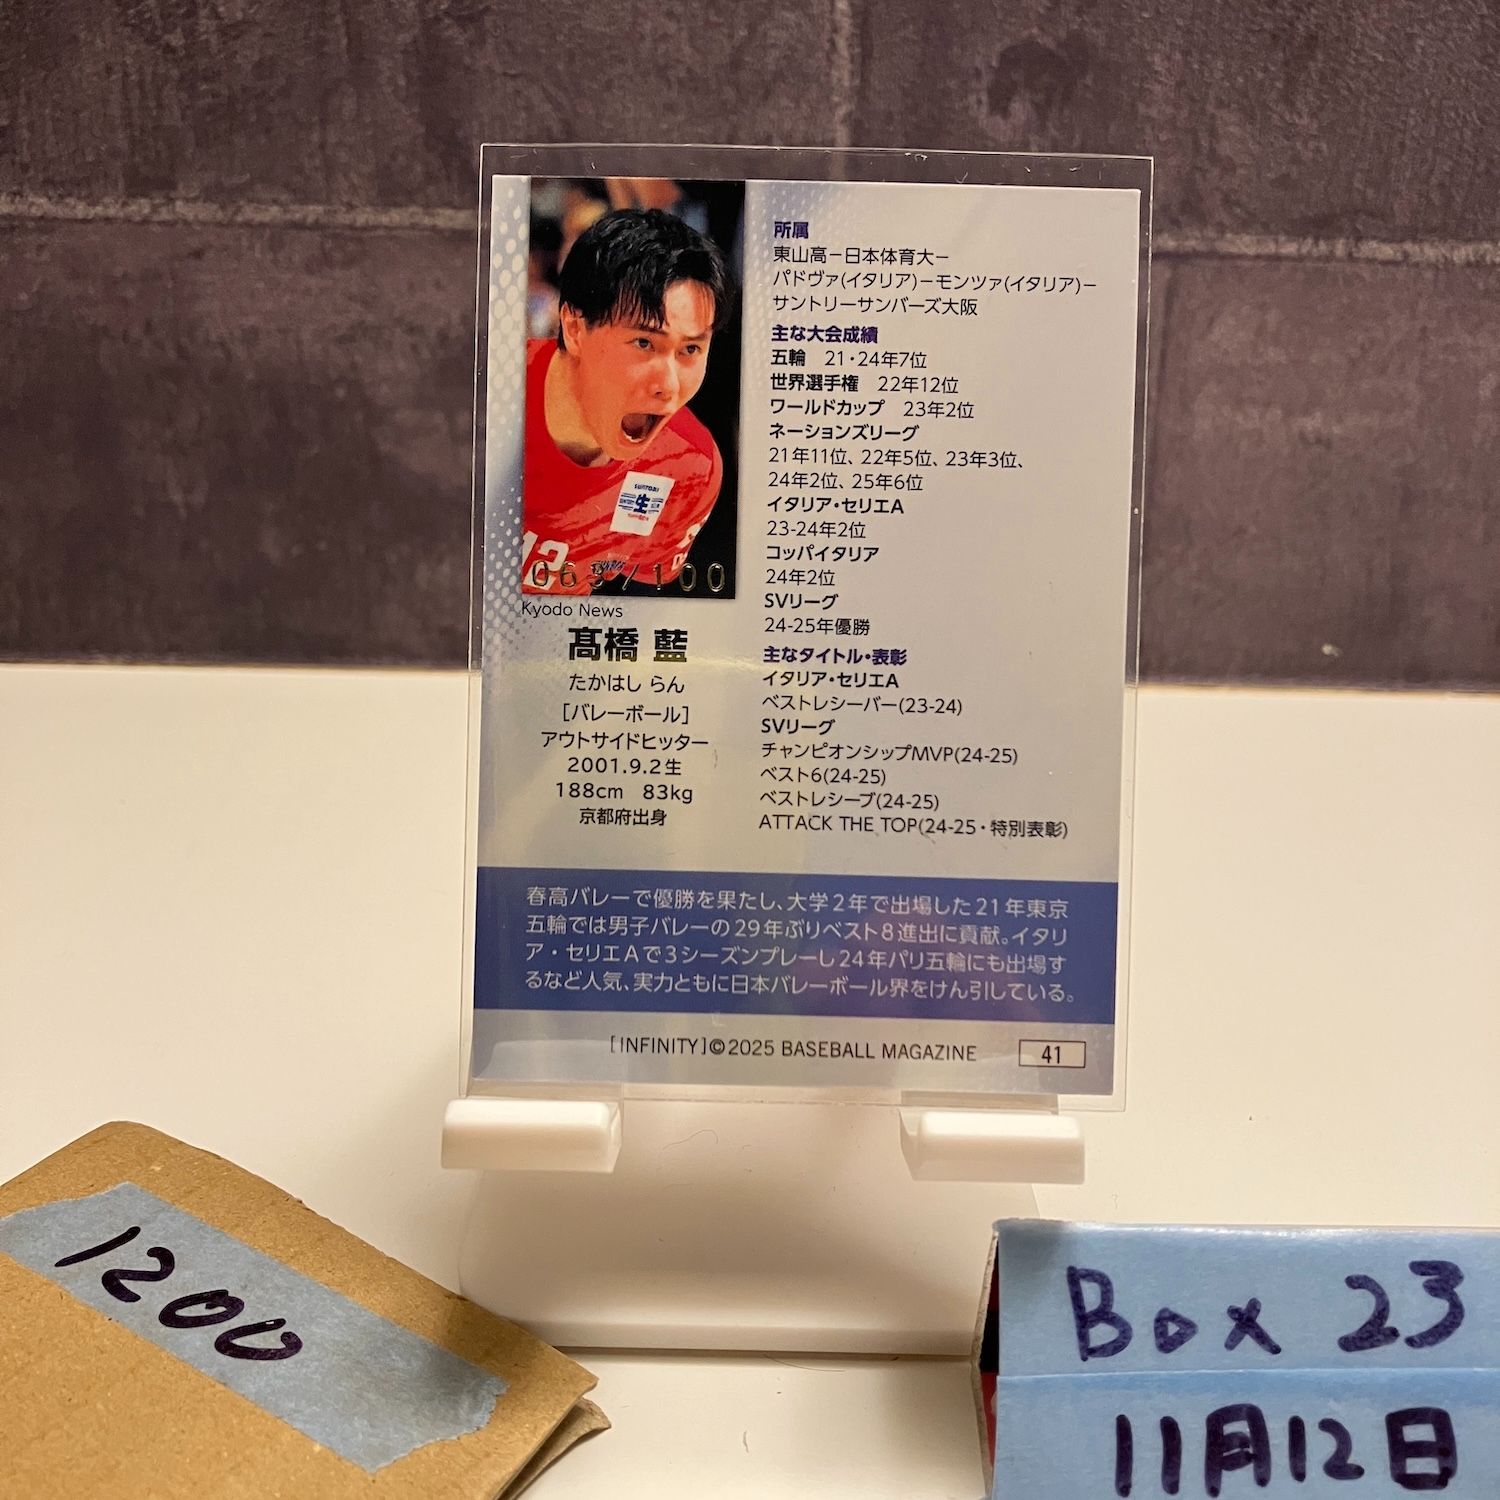 所属
東山高－日本体育大－
パドヴァ(イタリア)－モンツァ(イタリア)－
サントリーサンバーズ大阪
主な大会成績
五輪 21・24年7位
世界選手権 22年12位
ワールドカップ 23年2位
ネーションズリーグ
21年11位、22年5位、23年3位、
24年2位、25年6位
イタリア・セリエA
23-24年2位
コッパイタリア
24年2位
SVリーグ
24-25年優勝
主なタイトル・表彰
イタリア・セリエA
ベストレシーバー(23-24)
SVリーグ
チャンピオンシップMVP(24-25)
ベスト6(24-25)
ベストレシーブ(24-25)
ATTACK THE TOP(24-25・特別表彰)
SUNTORY
生
12
063/100
Kyodo News
髙橋 藍
たかはし らん
[バレーボール]
アウトサイドヒッター
2001.9.2生
188cm 83kg
京都府出身
春高バレーで優勝を果たし、大学2年で出場した21年東京
五輪では男子バレーの29年ぶりベスト8進出に貢献。イタリ
ア・セリエAで3シーズンプレーし24年パリ五輪にも出場す
るなど人気、実力ともに日本バレーボール界をけん引している。
[INFINITY]©2025 BASEBALL MAGAZINE
41
1200
Box 23
11月12日